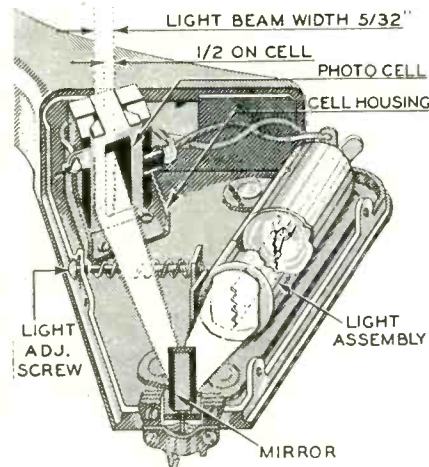 LIGHT BEAM WIDTH 5/32"
1/2 ON CELL
PHOTO CELL
CELL HOUSING
LIGHT
ADJ.
SCREW
LIGHT
ASSEMBLY
MIRROR